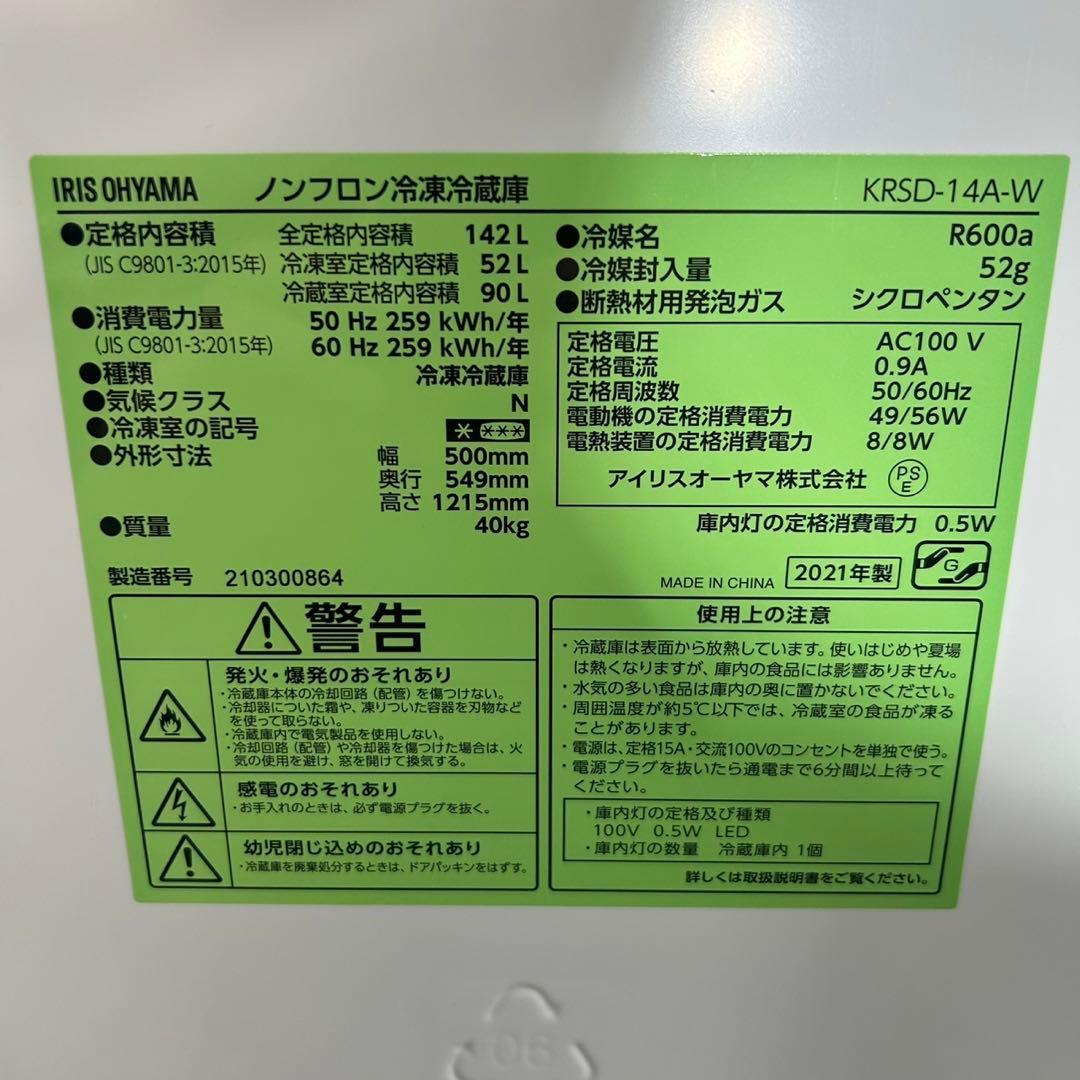 IRIS OHYAMA ノンフロン冷凍冷蔵庫 KRSD-14A-W
●定格内容積 全定格内容積 142 L
(JIS C9801-3:2015年) 冷凍室定格内容積 52 L
冷蔵室定格内容積 90 L
●消費電力量 50 Hz 259 kWh/年
(JIS C9801-3:2015年) 60 Hz 259 kWh/年
●種類 冷凍冷蔵庫
●気候クラス N
●冷凍室の記号 * ***
●外形寸法 幅 500mm
奥行 549mm
高さ 1215mm
●質量 40kg
製造番号 210300864
●冷媒名 R600a
●冷媒封入量 52g
●断熱材用発泡ガス シクロペンタン
定格電圧 AC100 V
定格電流 0.9A
定格周波数 50/60Hz
電動機の定格消費電力 49/56W
電熱装置の定格消費電力 8/8W
アイリスオーヤマ株式会社 PSE
庫内灯の定格消費電力 0.5W
MADE IN CHINA 2021年製 G
警告
発火・爆発のおそれあり
・冷蔵庫本体の冷却回路(配管)を傷つけない。
・冷却器についた霜や、凍りついた容器を刃物など
を使って取らない。
・冷蔵庫内で電気製品を使用しない。
・冷却回路(配管)や冷却器を傷つけた場合は、火
気の使用を避け、窓を開けて換気する。
感電のおそれあり
・お手入れのときは、必ず電源プラグを抜く。
幼児閉じ込めのおそれあり
・冷蔵庫を廃棄処分するときは、ドアパッキンをはずす。
使用上の注意
・冷蔵庫は表面から放熱しています。使いはじめや夏場
は熱くなりますが、庫内の食品には影響ありません。
・水気の多い食品は庫内の奥に置かないでください。
・周囲温度が約5℃以下では、冷蔵室の食品が凍る
ことがあります。
・電源は、定格15A・交流100Vのコンセントを単独で使う。
・電源プラグを抜いたら通電まで6分間以上待って
ください。
・庫内灯の定格及び種類
100V 0.5W LED
・庫内灯の数量 冷蔵庫内 1個
詳しくは取扱説明書をご覧ください。
06